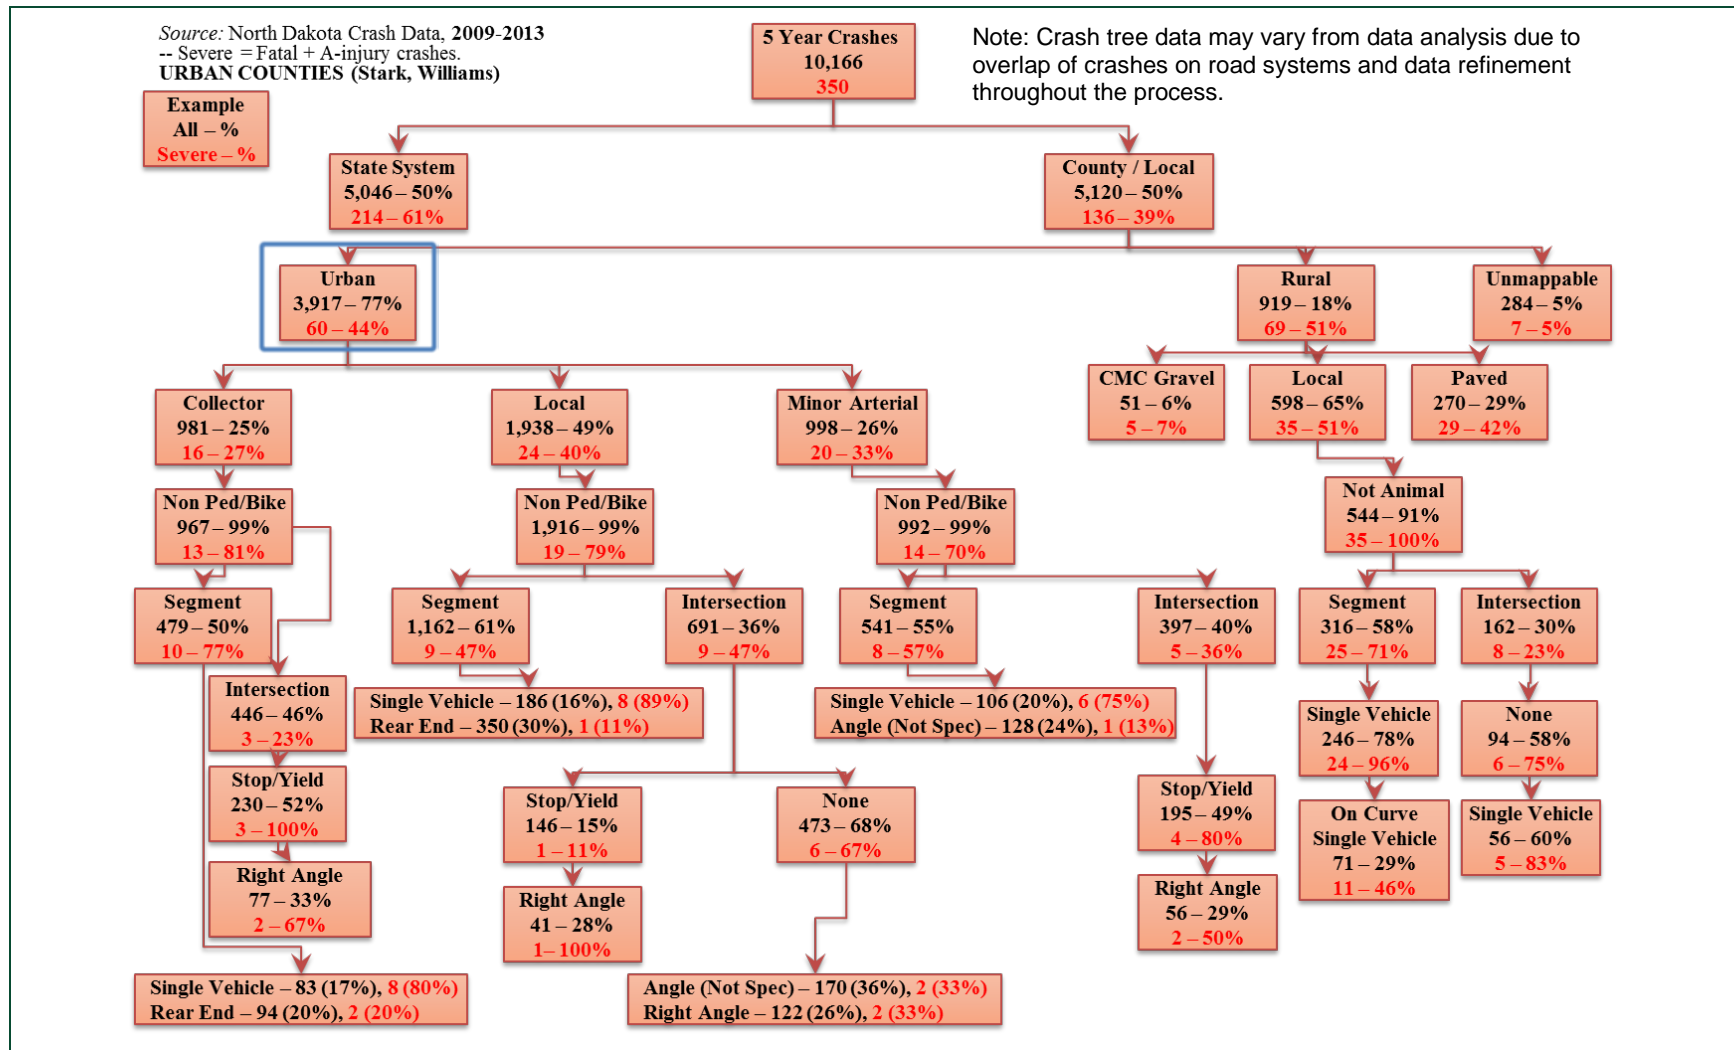 Source: North Dakota Crash Data, 2009-2013
-- Severe = Fatal + A-injury crashes.
URBAN COUNTIES (Stark, Williams)
Example
All – %
Severe – %
5 Year Crashes
10,166
350
Note: Crash tree data may vary from data analysis due to
overlap of crashes on road systems and data refinement
throughout the process.
State System
5,046 – 50%
214 – 61%
County / Local
5,120 – 50%
136 – 39%
Urban
3,917 – 77%
60 – 44%
Rural
919 – 18%
69 – 51%
Unmappable
284 – 5%
7 – 5%
Collector
981 – 25%
16 – 27%
Local
1,938 – 49%
24 – 40%
Minor Arterial
998 – 26%
20 – 33%
CMC Gravel
51 – 6%
5 – 7%
Local
598 – 65%
35 – 51%
Paved
270 – 29%
29 – 42%
Non Ped/Bike
967 – 99%
13 – 81%
Non Ped/Bike
1,916 – 99%
19 – 79%
Non Ped/Bike
992 – 99%
14 – 70%
Not Animal
544 – 91%
35 – 100%
Segment
479 – 50%
10 – 77%
Intersection
446 – 46%
3 – 23%
Stop/Yield
230 – 52%
3 – 100%
Right Angle
77 – 33%
2 – 67%
Single Vehicle – 83 (17%), 8 (80%)
Rear End – 94 (20%), 2 (20%)
Segment
1,162 – 61%
9 – 47%
Single Vehicle – 186 (16%), 8 (89%)
Rear End – 350 (30%), 1 (11%)
Intersection
691 – 36%
9 – 47%
Stop/Yield
146 – 15%
1 – 11%
Right Angle
41 – 28%
1– 100%
None
473 – 68%
6 – 67%
Angle (Not Spec) – 170 (36%), 2 (33%)
Right Angle – 122 (26%), 2 (33%)
Segment
541 – 55%
8 – 57%
Single Vehicle – 106 (20%), 6 (75%)
Angle (Not Spec) – 128 (24%), 1 (13%)
Intersection
397 – 40%
5 – 36%
Stop/Yield
195 – 49%
4 – 80%
Right Angle
56 – 29%
2 – 50%
Segment
316 – 58%
25 – 71%
Single Vehicle
246 – 78%
24 – 96%
On Curve
Single Vehicle
71 – 29%
11 – 46%
Intersection
162 – 30%
8 – 23%
None
94 – 58%
6 – 75%
Single Vehicle
56 – 60%
5 – 83%